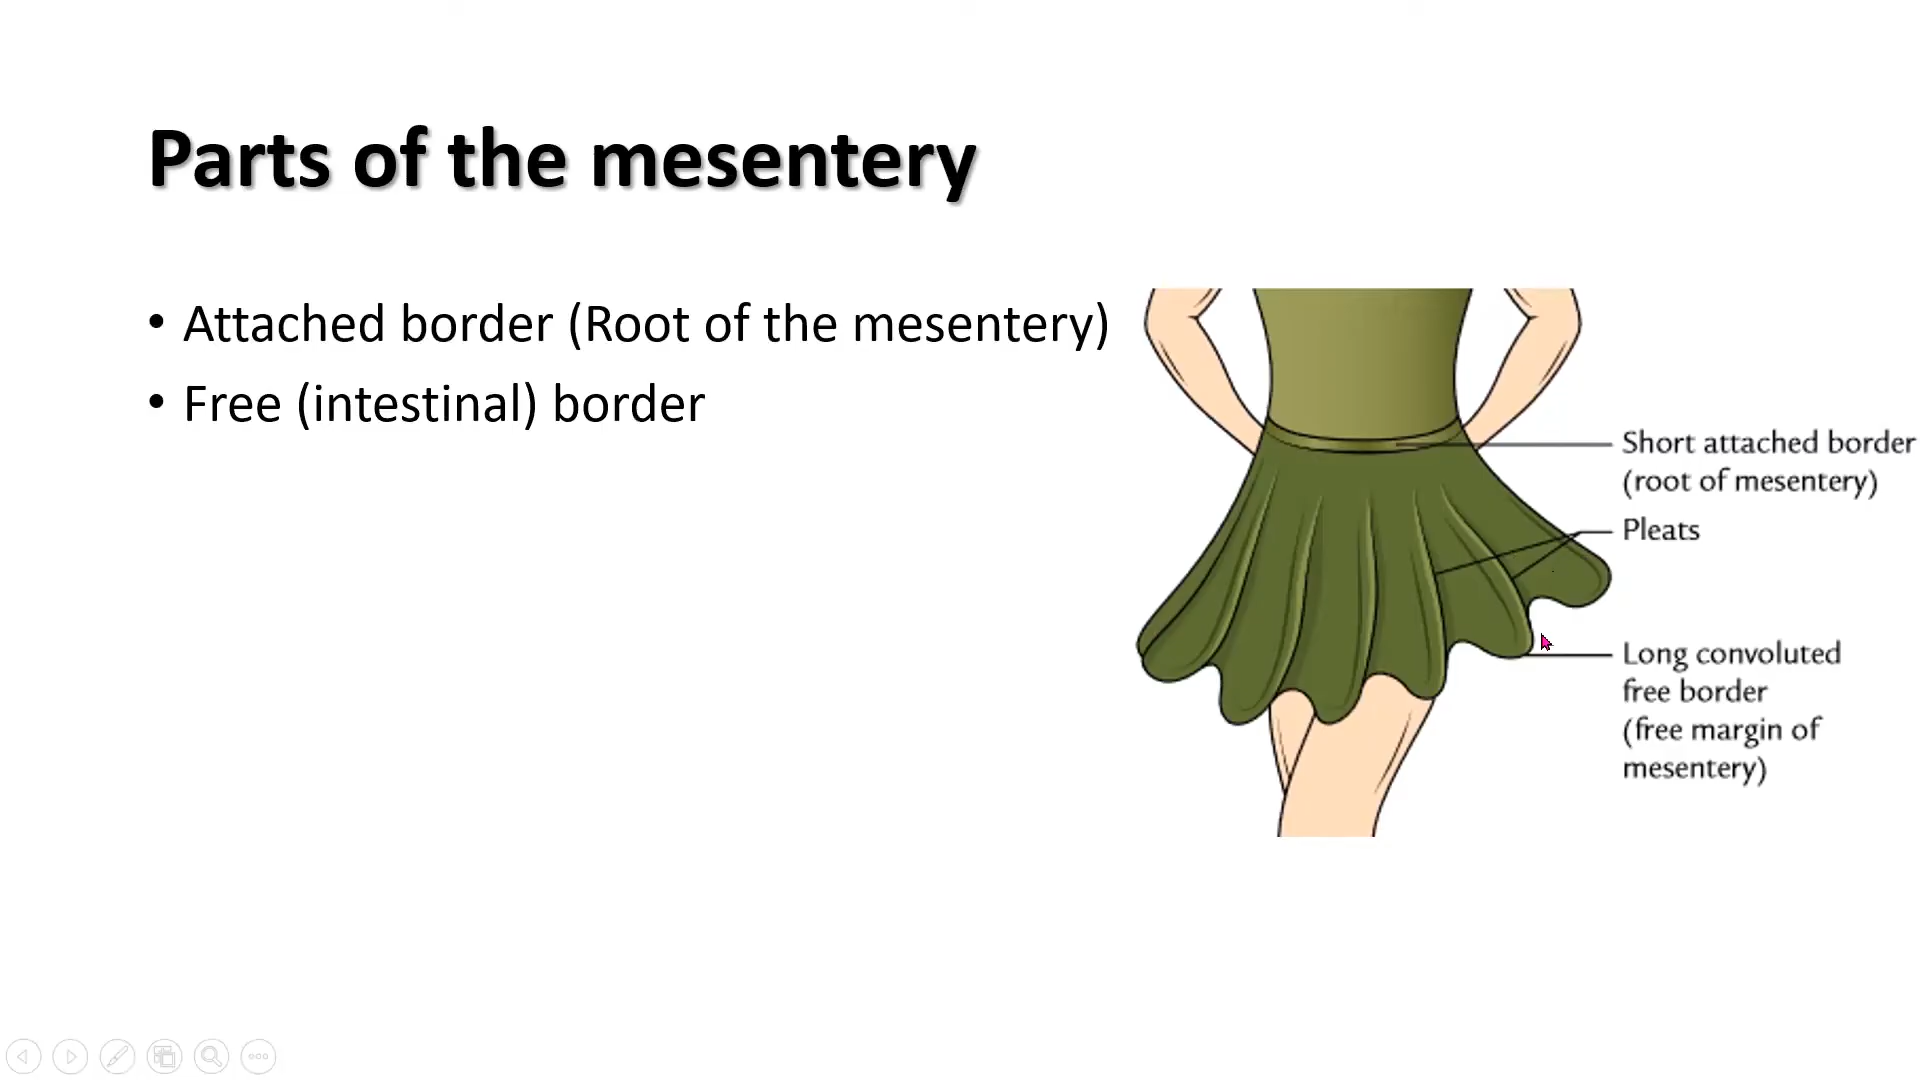 Parts of the mesentery
• Attached border (Root of the mesentery)
• Free (intestinal) border
Short attached border
(root of mesentery)
Pleats
Long convoluted
free border
(free margin of
mesentery)